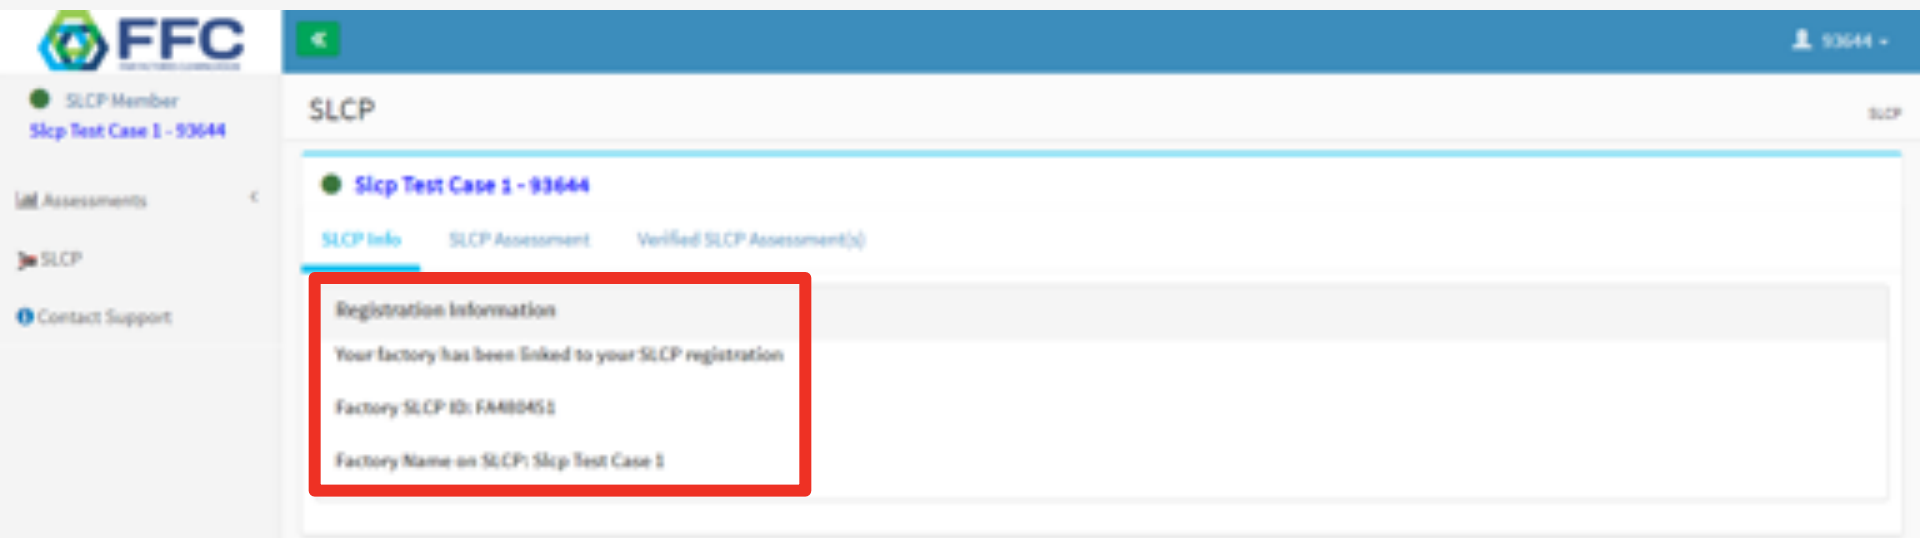 FFC
93644
SLCP Member
Slcp Test Case 1 - 93644
SLCP
SLCP
Assessments
SLCP
Contact Support
Slcp Test Case 1 - 93644
SLCP Info SLCP Assessment Verified SLCP Assessment(s)
Registration Information
Your factory has been linked to your SLCP registration
Factory SLCP ID: FA480451
Factory Name on SLCP: Slcp Test Case 1